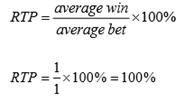 RTP = average win / average bet × 100%
RTP = 1/1 × 100% = 100%